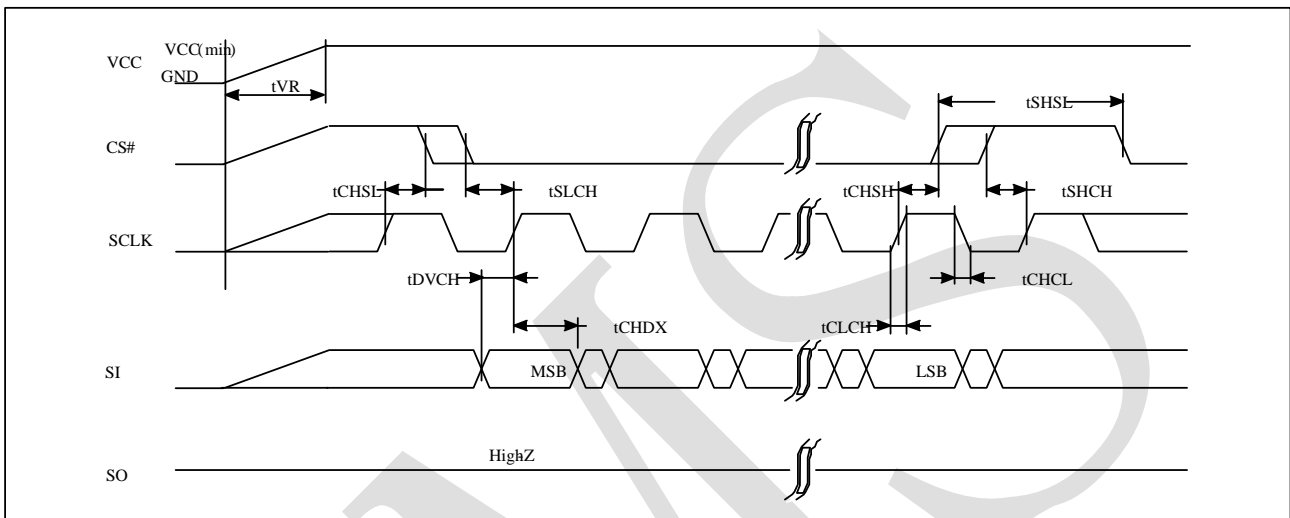 VCC(min)
VCC
GND
tVR
tSHSL
CS#
tCHSL
tSLCH
tCHSH
tSHCH
SCLK
tDVCH
tCHCL
tCHDX
tCLCH
SI
MSB
LSB
HighZ
SO